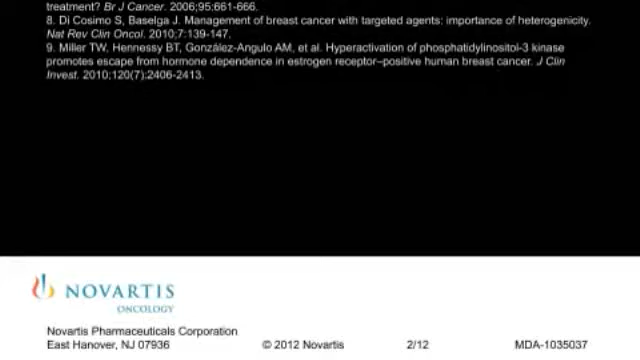 treatment? Br J Cancer. 2006;95:661-666.
8. Di Cosimo S, Baselga J. Management of breast cancer with targeted agents: importance of heterogenicity.
Nat Rev Clin Oncol. 2010;7:139-147.
9. Miller TW, Hennessy BT, González-Angulo AM, et al. Hyperactivation of phosphatidylinositol-3 kinase
promotes escape from hormone dependence in estrogen receptor–positive human breast cancer. J Clin
Invest. 2010;120(7):2406-2413.
NOVARTIS
ONCOLOGY
Novartis Pharmaceuticals Corporation
East Hanover, NJ 07936 © 2012 Novartis 2/12 MDA-1035037